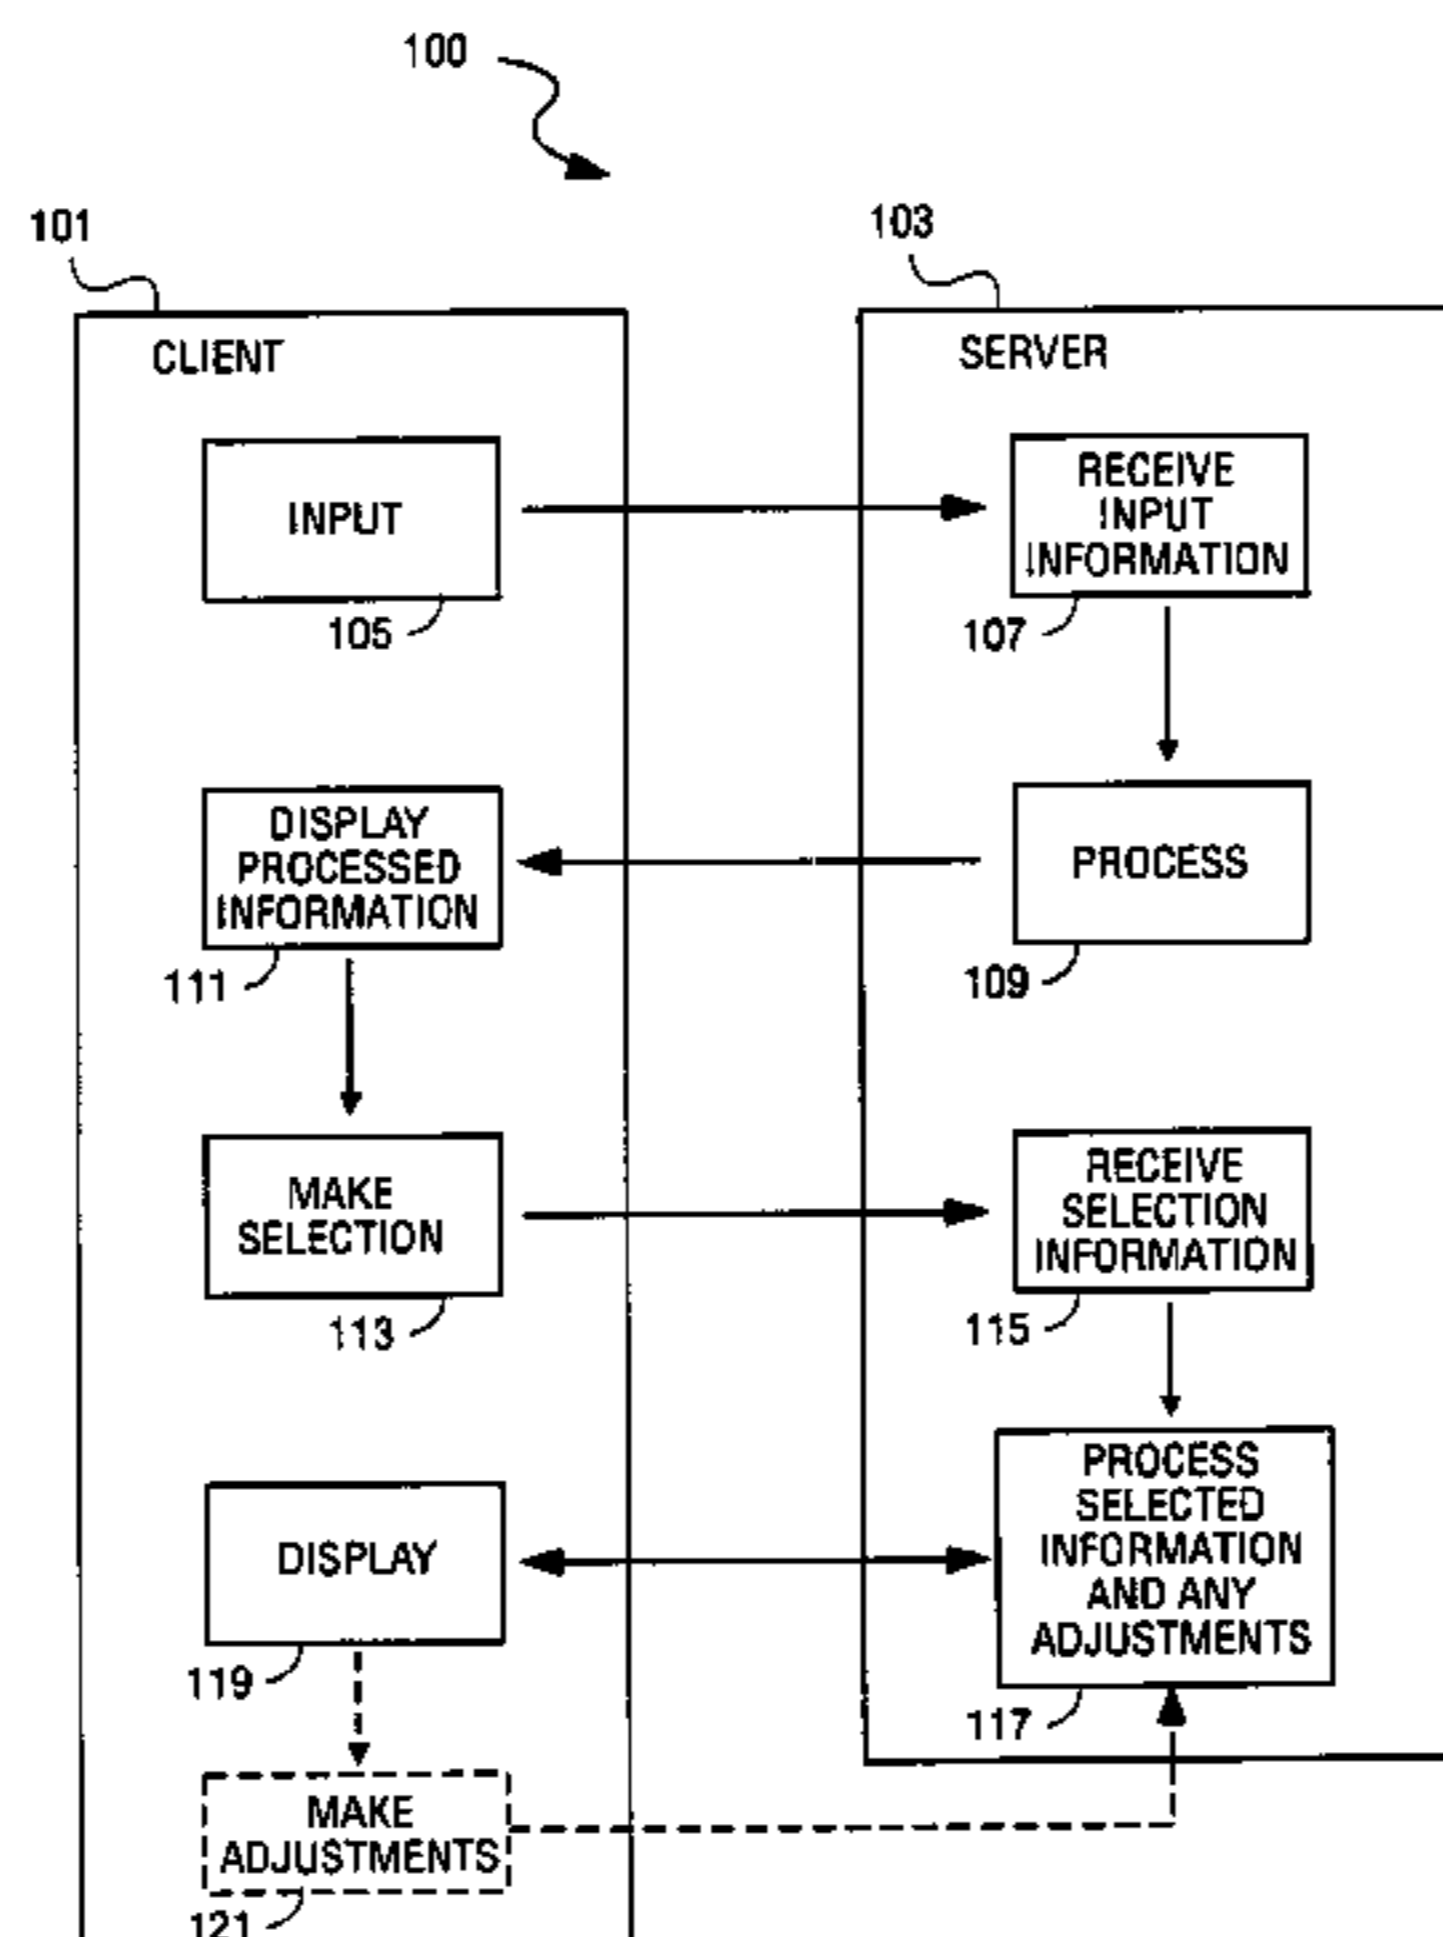 100
101
103
CLIENT
SERVER
INPUT
105
RECEIVE
INPUT
INFORMATION
107
DISPLAY
PROCESSED
INFORMATION
111
PROCESS
109
MAKE
SELECTION
113
RECEIVE
SELECTION
INFORMATION
115
DISPLAY
119
PROCESS
SELECTED
INFORMATION
AND ANY
ADJUSTMENTS
117
MAKE
ADJUSTMENTS
121